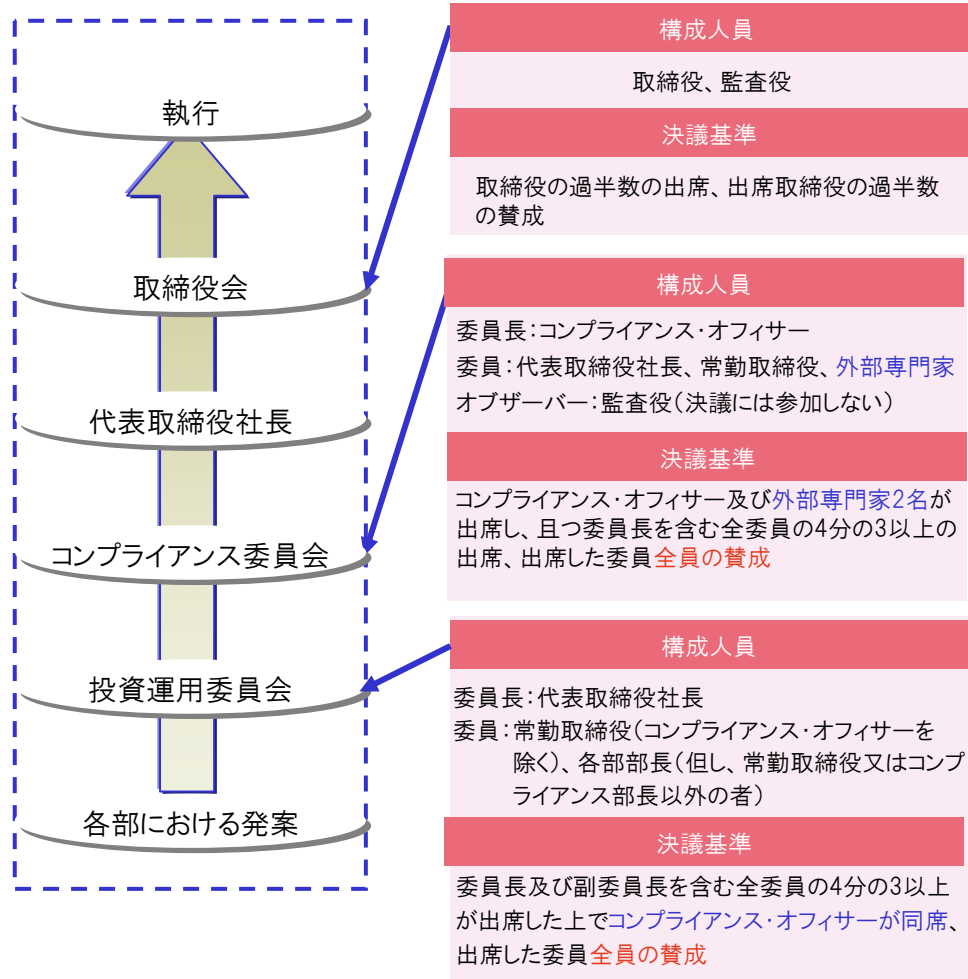 執行
取締役会
代表取締役社長
コンプライアンス委員会
投資運用委員会
各部における発案
構成人員
取締役、監査役
決議基準
取締役の過半数の出席、出席取締役の過半数
の賛成
構成人員
委員長:コンプライアンス・オフィサー
委員:代表取締役社長、常勤取締役、外部専門家
オブザーバー:監査役(決議には参加しない)
決議基準
コンプライアンス・オフィサー及び外部専門家2名が
出席し、且つ委員長を含む全委員の4分の3以上の
出席、出席した委員全員の賛成
構成人員
委員長:代表取締役社長
委員:常勤取締役(コンプライアンス・オフィサーを
除く)、各部部長(但し、常勤取締役又はコンプ
ライアンス部長以外の者)
決議基準
委員長及び副委員長を含む全委員の4分の3以上
が出席した上でコンプライアンス・オフィサーが同席、
出席した委員全員の賛成